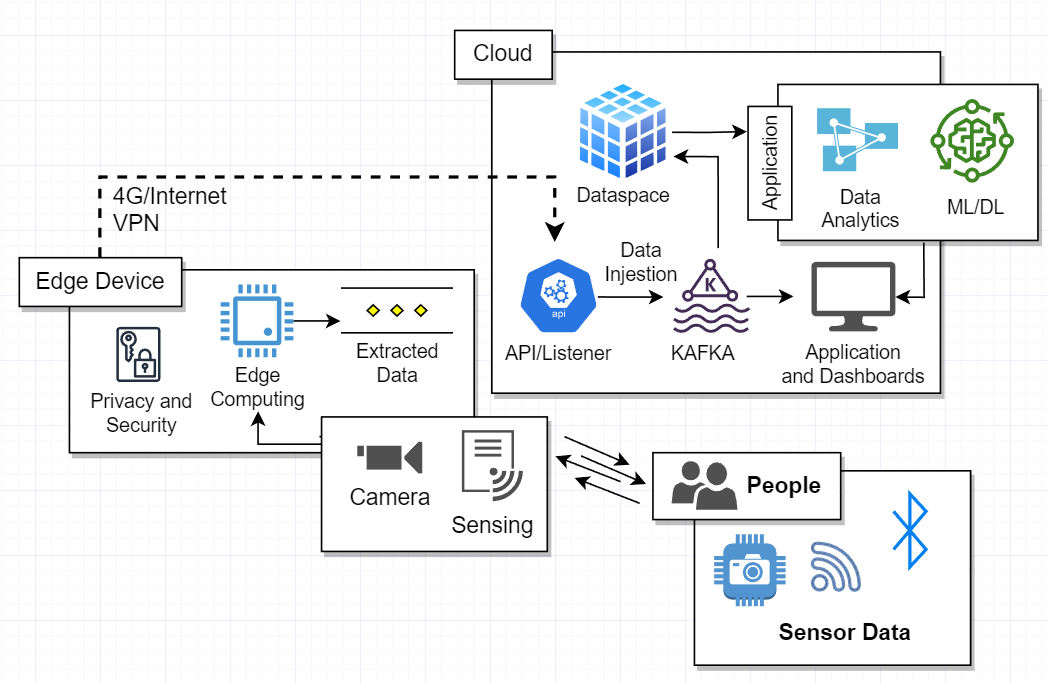 Cloud
Dataspace
Application
Data
Analytics
ML/DL
4G/Internet
VPN
Data
Injestion
K
api
API/Listener
KAFKA
Application
and Dashboards
Edge Device
Privacy and
Security
Edge
Computing
Extracted
Data
Camera
Sensing
People
Sensor Data